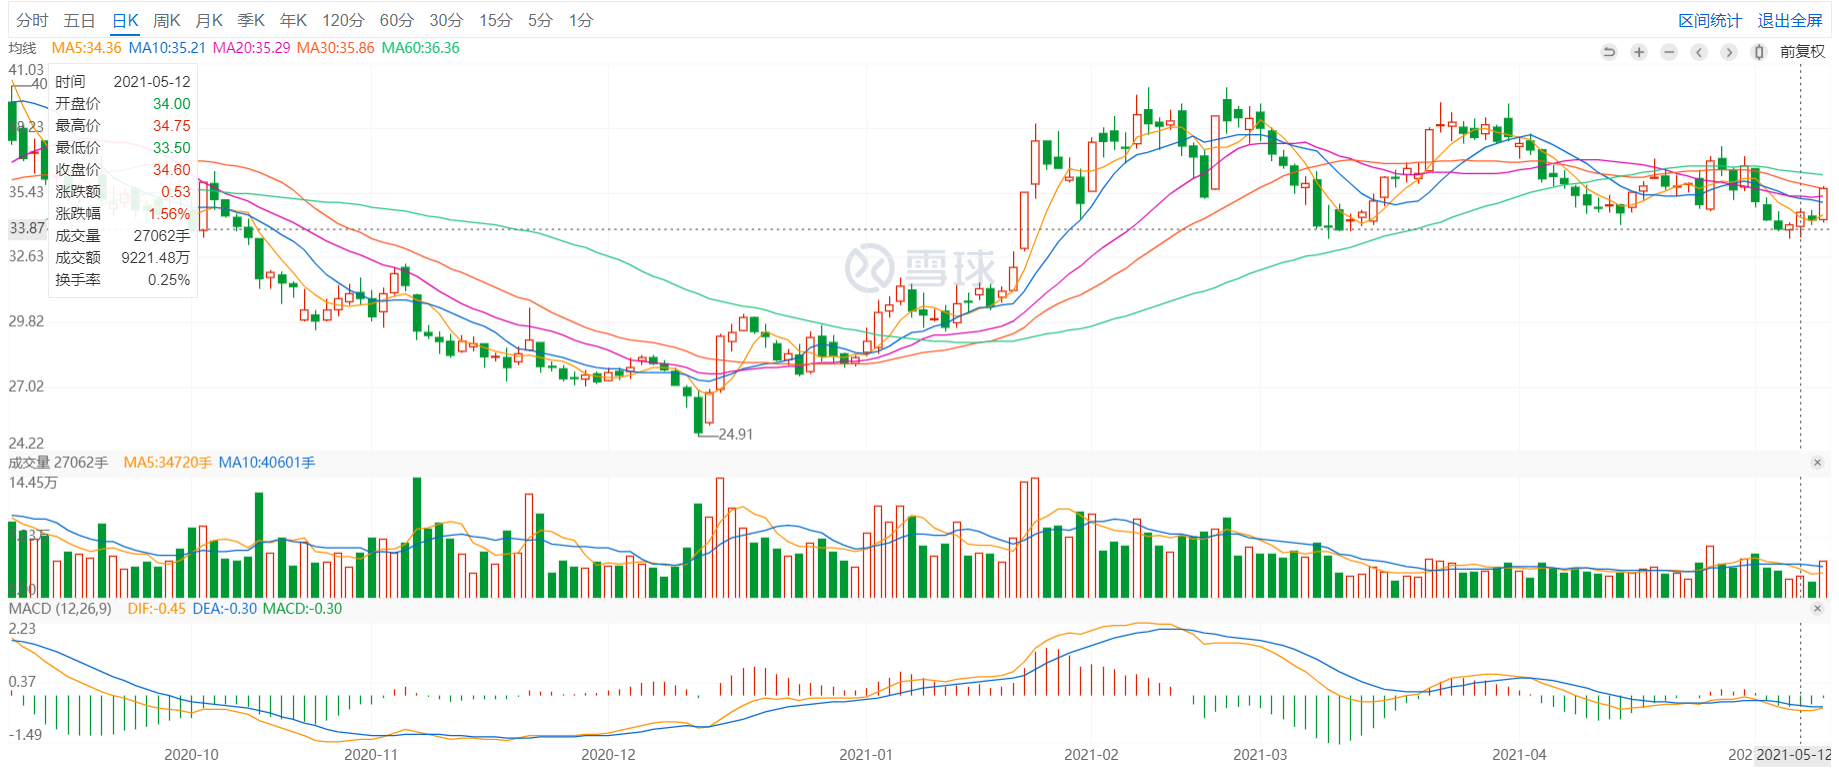 分时 五日 日K 周K 月K 季K 年K 120分 60分 30分 15分 5分 1分 区间统计 退出全屏
均线 MA5:34.36 MA10:35.21 MA20:35.29 MA30:35.86 MA60:36.36 前复权
41.03
40
时间 2021-05-12
开盘价 34.00
最高价 34.75
8.23
最低价 33.50
收盘价 34.60
35.43
涨跌额 0.53
涨跌幅 1.56%
33.87
成交量 27062手
32.63
成交额 9221.48万
换手率 0.25%
雪球
29.82
27.02
24.91
24.22
成交量 27062手 MA5:34720手 MA10:40601手
14.45万
MACD (12,26,9) DIF:-0.45 DEA:-0.30 MACD:-0.30
2.23
0.37
-1.49
2020-10 2020-11 2020-12 2021-01 2021-02 2021-03 2021-04 202 2021-05-12